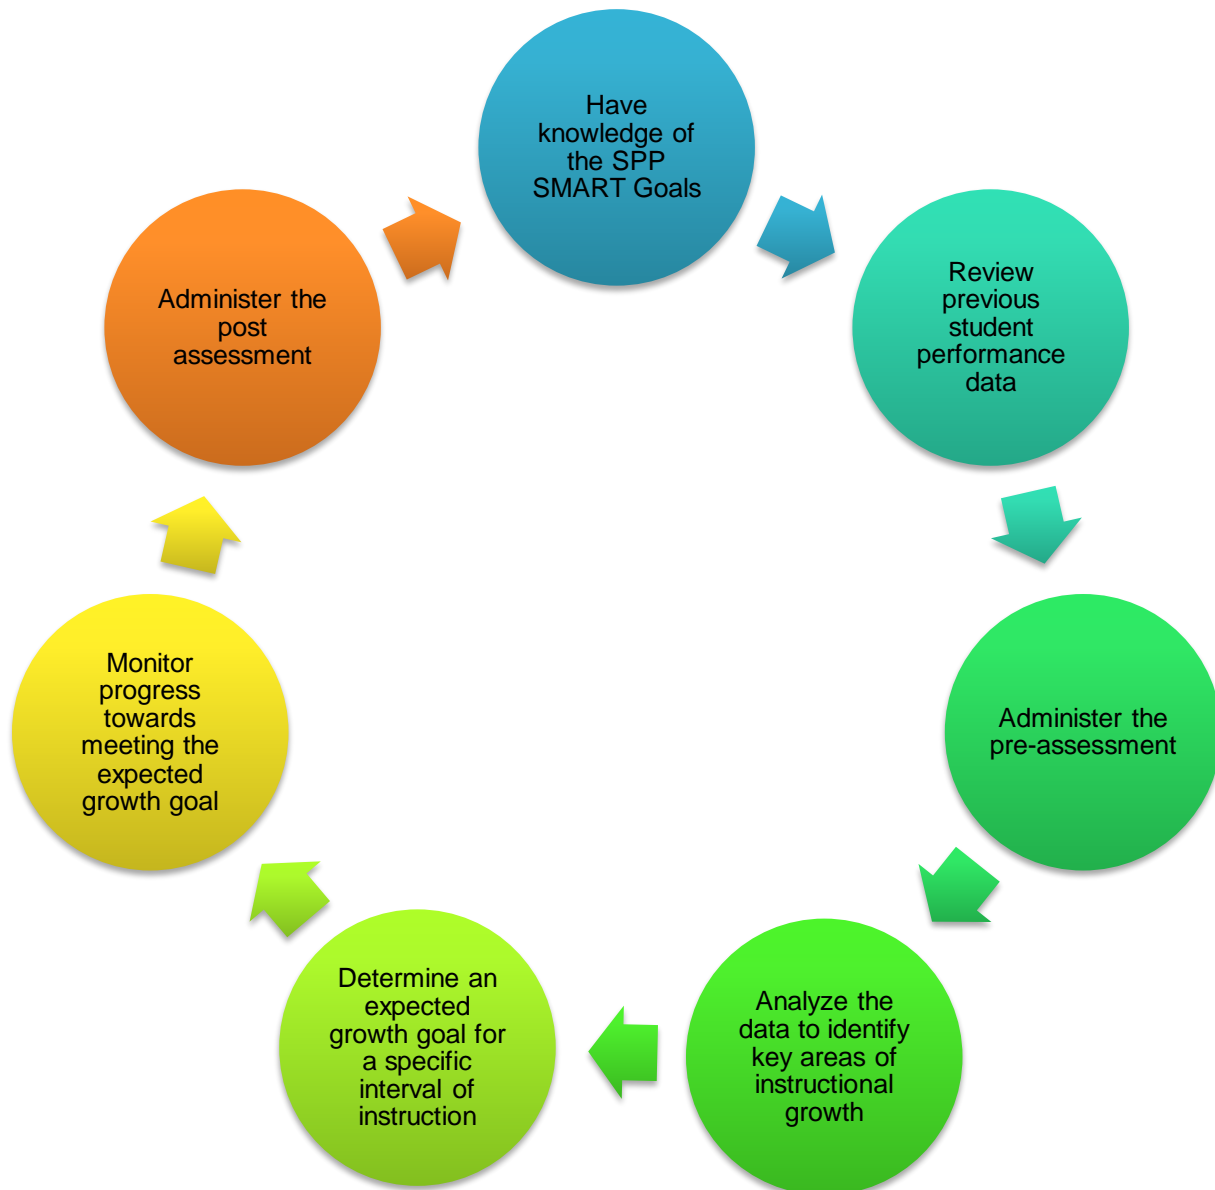 Have
knowledge of
the SPP
SMART Goals
Review
previous
student
performance
data
Administer the
pre-assessment
Analyze the
data to identify
key areas of
instructional
growth
Determine an
expected
growth goal for
a specific
interval of
instruction
Monitor
progress
towards
meeting the
expected
growth goal
Administer the
post
assessment